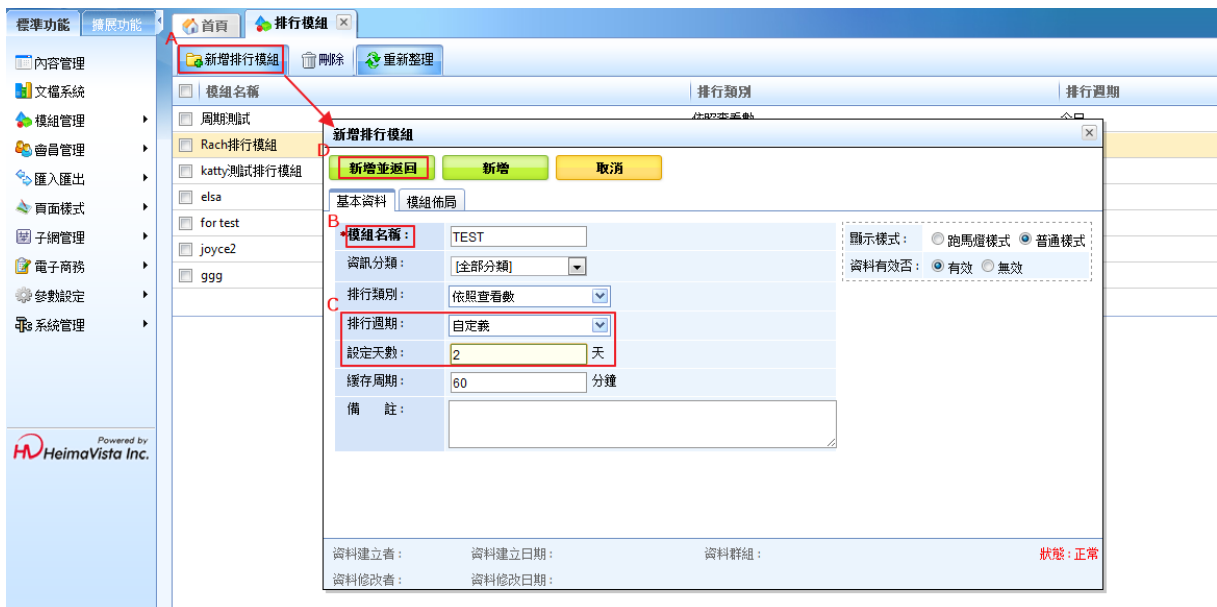 標準功能 擴展功能 首頁 排行模組
A
新增排行模組 刪除 重新整理
內容管理
文檔系統
模組管理
會員管理
匯入匯出
頁面樣式
子網管理
電子商務
參數設定
系統管理
Powered by
HeimaVista Inc.
模組名稱 排行類別 排行週期
周期測試 依照查看數 今日
Rach排行模組
katty測試排行模組
elsa
for test
joyce2
ggg
新增排行模組
D
新增並返回 新增 取消
基本資料 模組佈局
B
*模組名稱: TEST
資訊分類: [全部分類]
排行類別: 依照查看數
C
排行週期: 自定義
設定天數: 2 天
緩存周期: 60 分鐘
備 註:
顯示樣式: 跑馬燈樣式 普通樣式
資料有效否: 有效 無效
資料建立者: 資料建立日期: 資料群組: 狀態:正常
資料修改者: 資料修改日期: